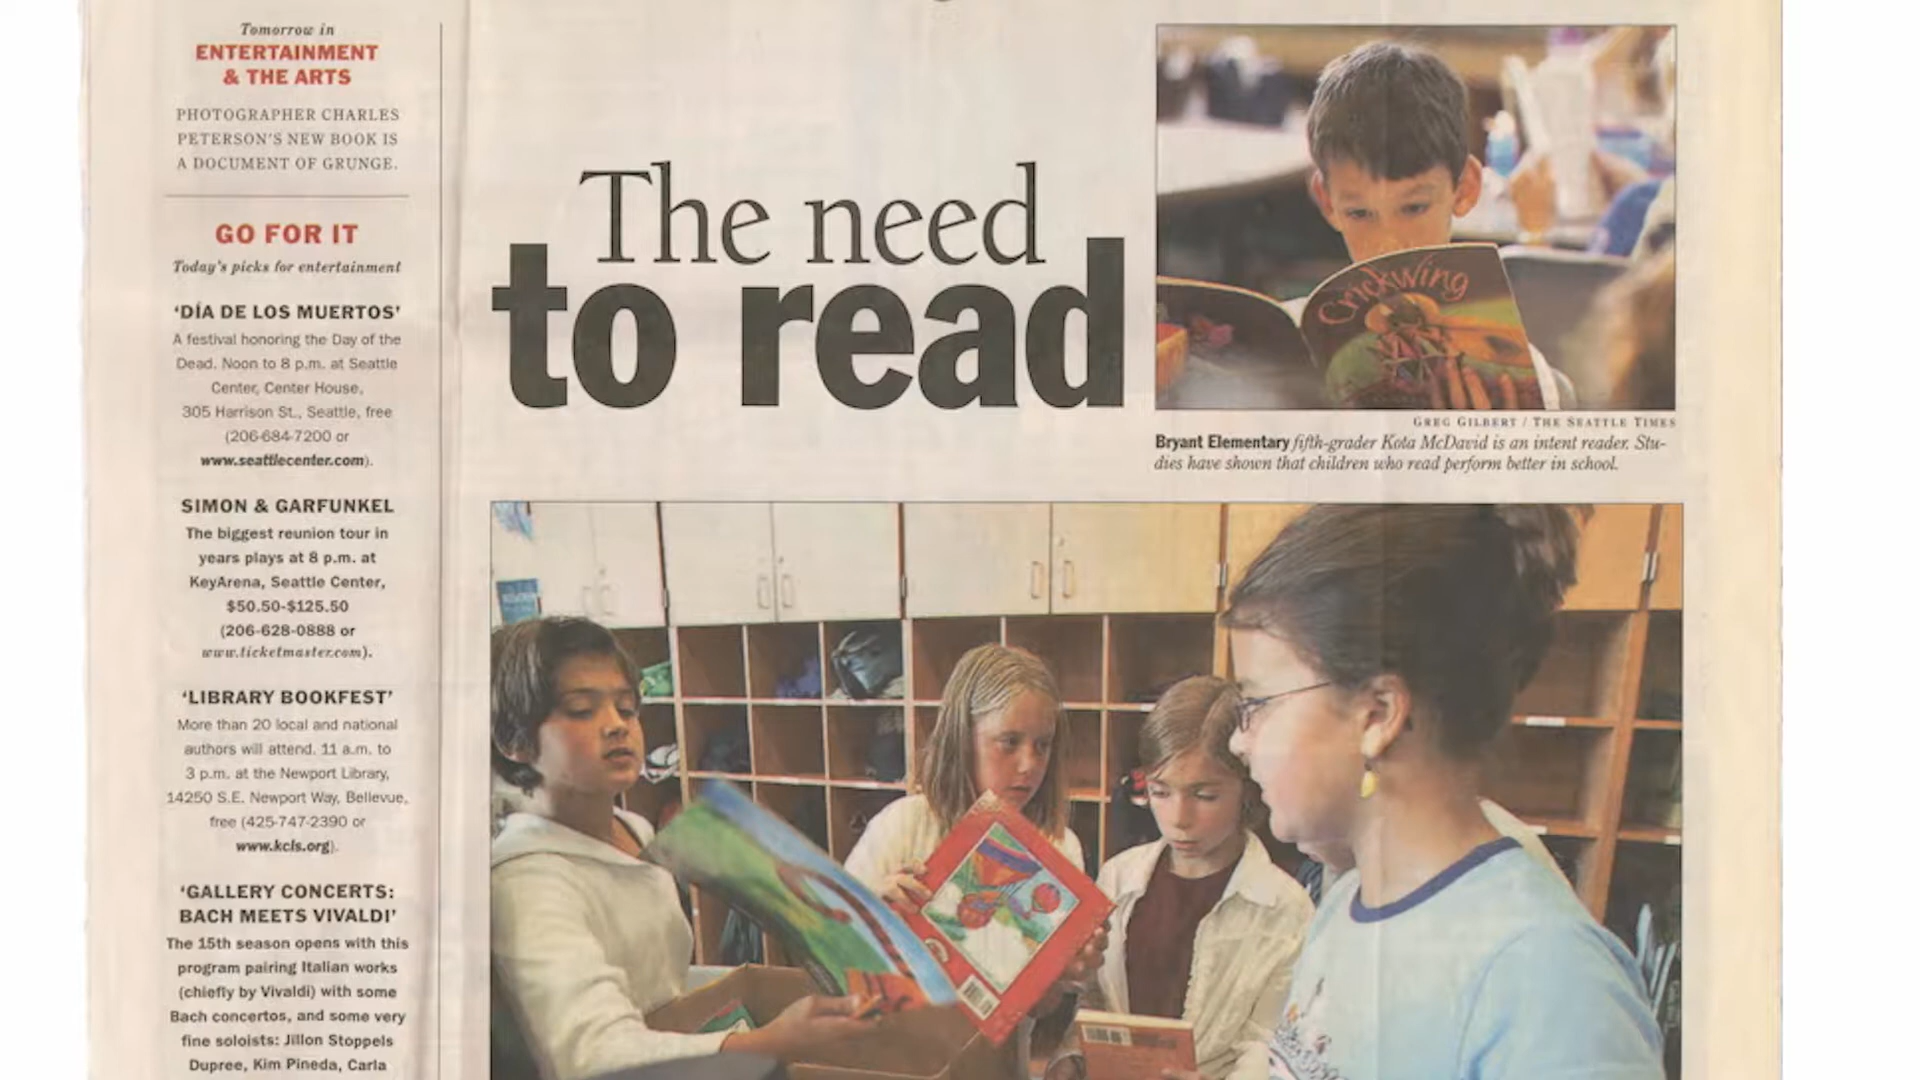 Tomorrow in
ENTERTAINMENT
& THE ARTS
PHOTOGRAPHER CHARLES
PETERSON'S NEW BOOK IS
A DOCUMENT OF GRUNGE.
GO FOR IT
Today's picks for entertainment
'DÍA DE LOS MUERTOS'
A festival honoring the Day of the
Dead. Noon to 8 p.m. at Seattle
Center, Center House,
305 Harrison St., Seattle, free
(206-684-7200 or
www.seattlecenter.com).
SIMON & GARFUNKEL
The biggest reunion tour in
years plays at 8 p.m. at
KeyArena, Seattle Center,
$50.50-$125.50
(206-628-0888 or
www.ticketmaster.com).
'LIBRARY BOOKFEST'
More than 20 local and national
authors will attend. 11 a.m. to
3 p.m. at the Newport Library,
14250 S.E. Newport Way, Bellevue,
free (425-747-2390 or
www.kcls.org).
'GALLERY CONCERTS:
BACH MEETS VIVALDI'
The 15th season opens with this
program pairing Italian works
(chiefly by Vivaldi) with some
Bach concertos, and some very
fine soloists: Jillon Stoppels
Dupree, Kim Pineda, Carla
The need
to read
Crickwing
GREG GILBERT / THE SEATTLE TIMES
Bryant Elementary fifth-grader Kota McDavid is an intent reader. Stu-
dies have shown that children who read perform better in school.